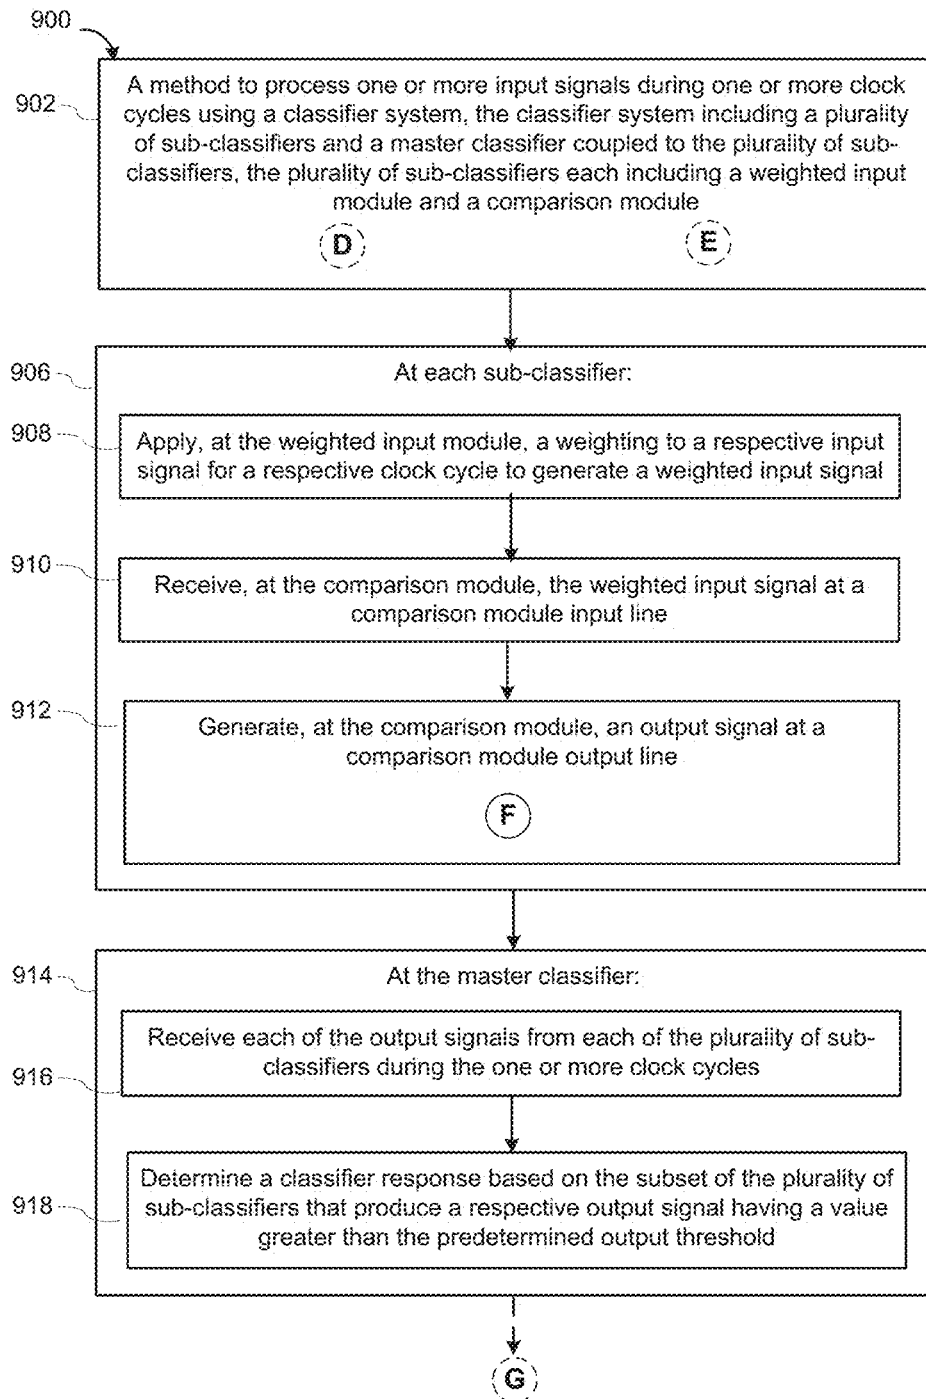 900
902
A method to process one or more input signals during one or more clock
cycles using a classifier system, the classifier system including a plurality
of sub-classifiers and a master classifier coupled to the plurality of sub-
classifiers, the plurality of sub-classifiers each including a weighted input
module and a comparison module
D
E
906
At each sub-classifier:
908
Apply, at the weighted input module, a weighting to a respective input
signal for a respective clock cycle to generate a weighted input signal
910
Receive, at the comparison module, the weighted input signal at a
comparison module input line
912
Generate, at the comparison module, an output signal at a
comparison module output line
F
914
At the master classifier:
916
Receive each of the output signals from each of the plurality of sub-
classifiers during the one or more clock cycles
918
Determine a classifier response based on the subset of the plurality of
sub-classifiers that produce a respective output signal having a value
greater than the predetermined output threshold
G